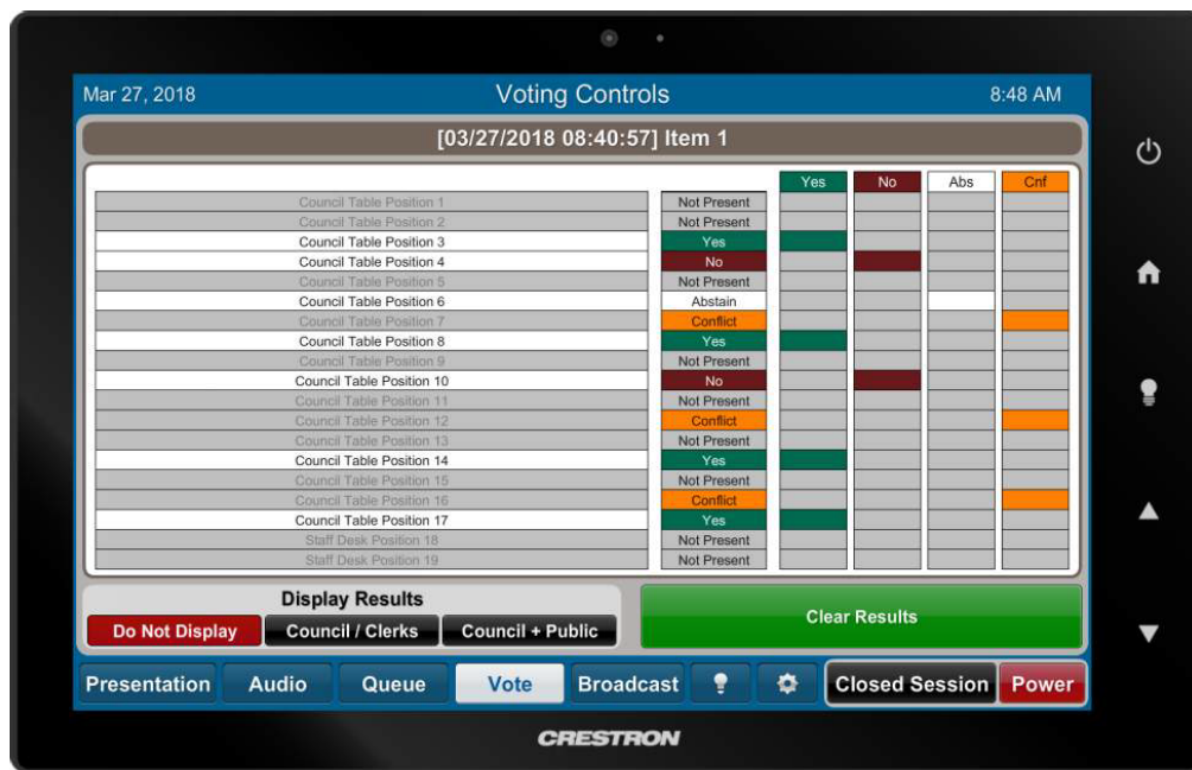 Mar 27, 2018 Voting Controls 8:48 AM
[03/27/2018 08:40:57] Item 1
Yes No Abs Cnf
Council Table Position 1 Not Present
Council Table Position 2 Not Present
Council Table Position 3 Yes
Council Table Position 4 No
Council Table Position 5 Not Present
Council Table Position 6 Abstain
Council Table Position 7 Conflict
Council Table Position 8 Yes
Council Table Position 9 Not Present
Council Table Position 10 No
Council Table Position 11 Not Present
Council Table Position 12 Conflict
Council Table Position 13 Not Present
Council Table Position 14 Yes
Council Table Position 15 Not Present
Council Table Position 16 Conflict
Council Table Position 17 Yes
Staff Desk Position 18 Not Present
Staff Desk Position 19 Not Present
Display Results
Do Not Display Council / Clerks Council + Public Clear Results
Presentation Audio Queue Vote Broadcast Closed Session Power
CRESTRON